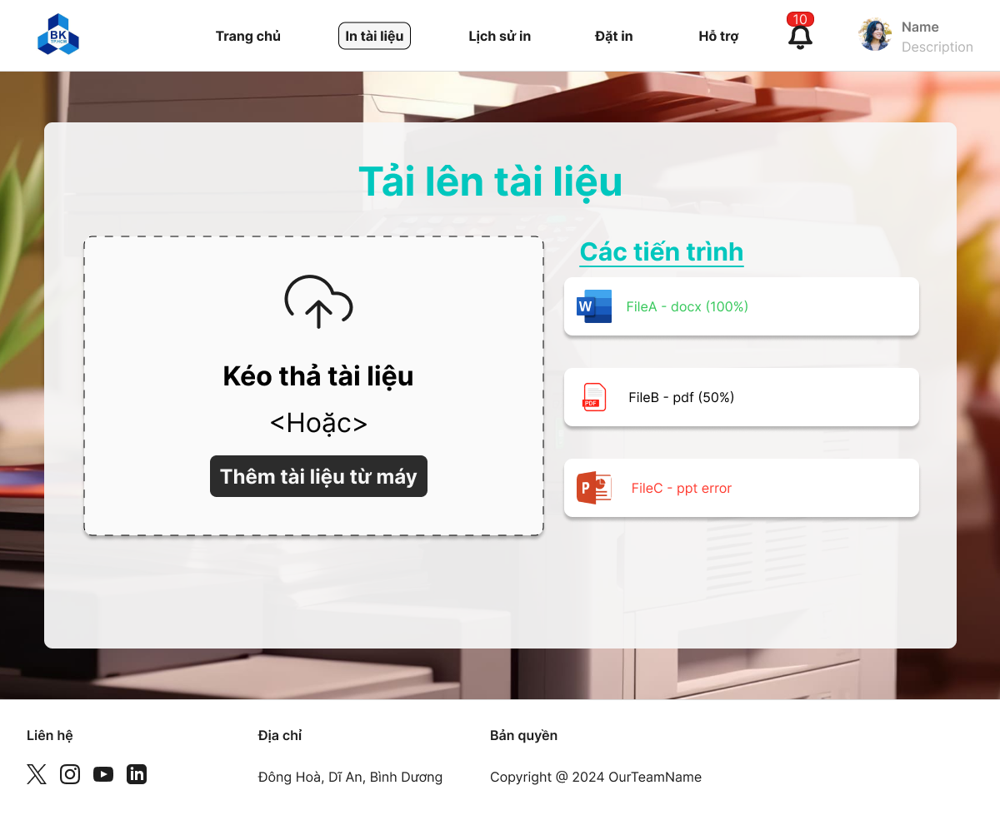 BK
TP.HCM
Trang chủ
In tài liệu
Lịch sử in
Đặt in
Hỗ trợ
10
Name
Description
Tải lên tài liệu
Kéo thả tài liệu
<Hoặc>
Thêm tài liệu từ máy
Các tiến trình
W
FileA - docx (100%)
PDF
FileB - pdf (50%)
P
FileC - ppt error
Liên hệ
in
Địa chỉ
Đông Hoà, Dĩ An, Bình Dương
Bản quyền
Copyright @ 2024 OurTeamName